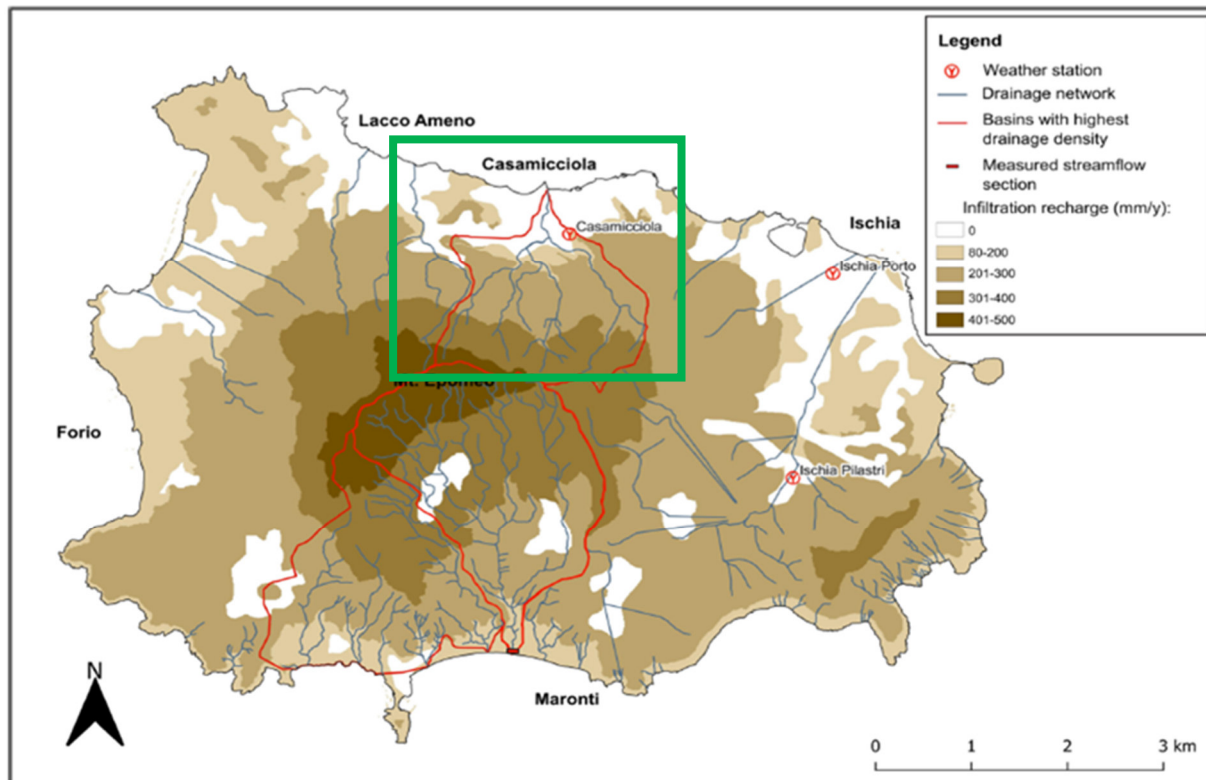 Legend
Weather station
Drainage network
Basins with highest
drainage density
Measured streamflow
section
Infiltration recharge (mm/y):
0
80-200
201-300
301-400
401-500
Lacco Ameno
Casamicciola
Casamicciola
Ischia
Ischia Porto
Mt. Epomeo
Forio
Ischia Pilastri
Maronti
N
0 1 2 3 km